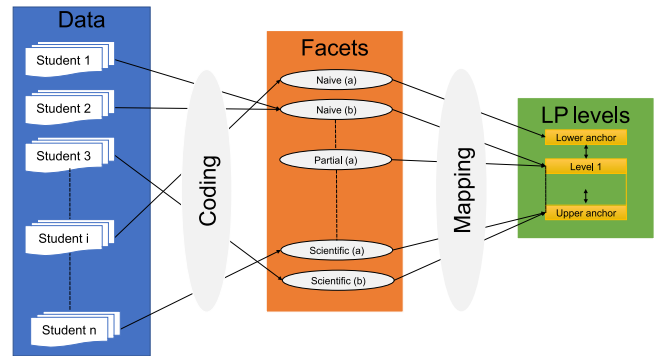 Data
Student 1
Student 2
Student 3
Student i
Student n
Coding
Facets
Naive (a)
Naive (b)
Partial (a)
Scientific (a)
Scientific (b)
Mapping
LP levels
Lower anchor
Level 1
Upper anchor